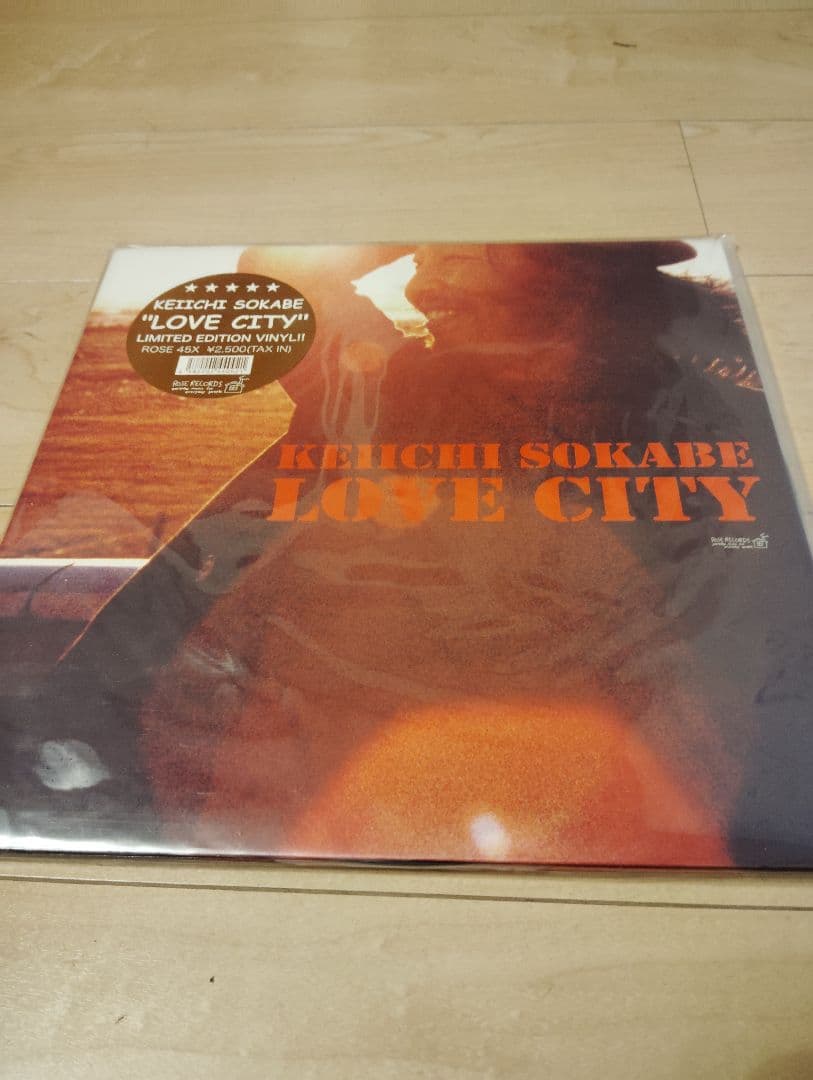 ★★★★★
KEIICHI SOKABE
"LOVE CITY"
LIMITED EDITION VINYL!!
ROSE 45X ¥2,500(TAX IN)
ROSE RECORDS
KEIICHI SOKABE
LOVE CITY
ROSE RECORDS